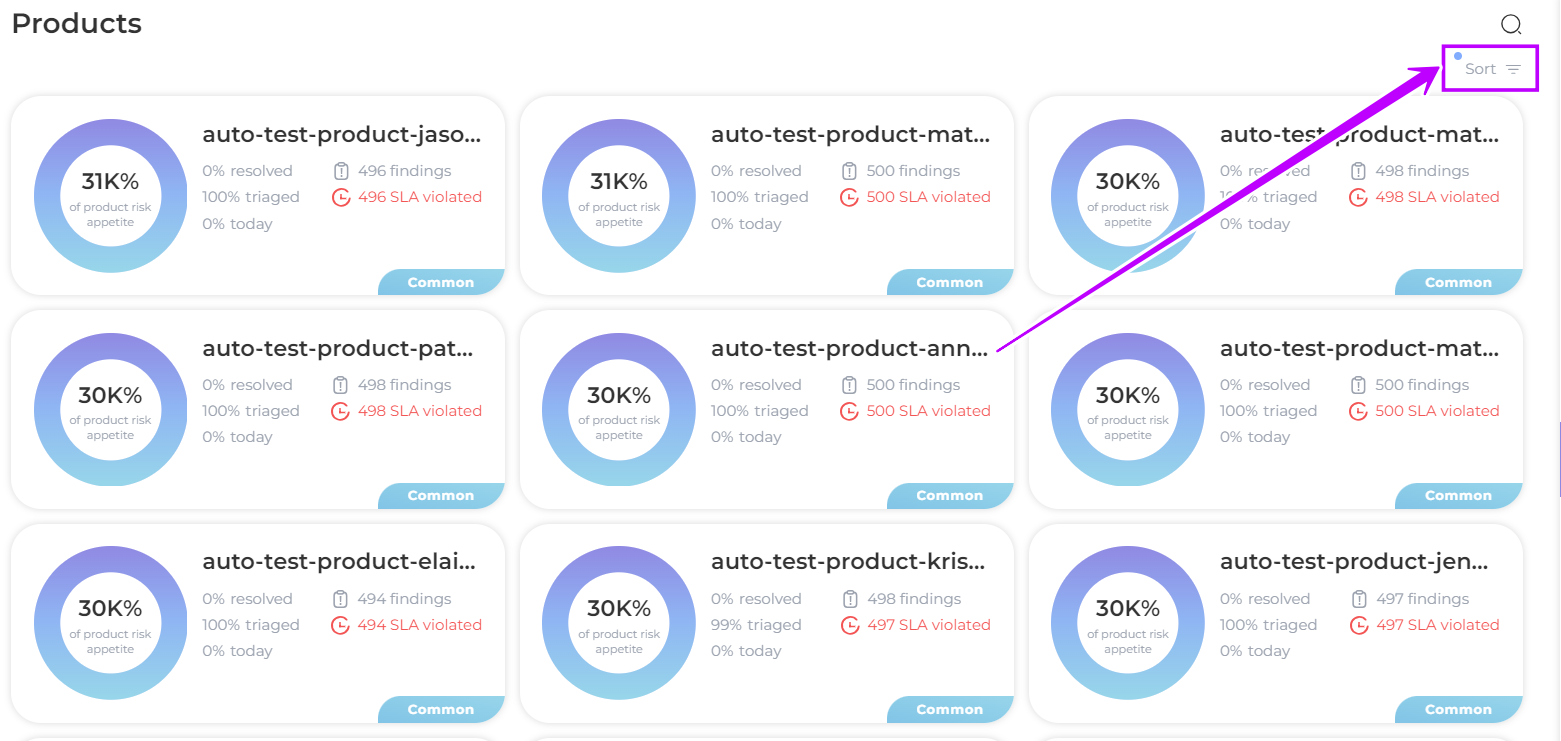 Products
Sort
auto-test-product-jaso...
31K%
of product risk
appetite
0% resolved
496 findings
100% triaged
496 SLA violated
0% today
Common
auto-test-product-mat...
31K%
of product risk
appetite
0% resolved
500 findings
100% triaged
500 SLA violated
0% today
Common
auto-test-product-mat...
30K%
of product risk
appetite
0% resolved
498 findings
100% triaged
498 SLA violated
0% today
Common
auto-test-product-pat...
30K%
of product risk
appetite
0% resolved
498 findings
100% triaged
498 SLA violated
0% today
Common
auto-test-product-ann...
30K%
of product risk
appetite
0% resolved
500 findings
100% triaged
500 SLA violated
0% today
Common
auto-test-product-mat...
30K%
of product risk
appetite
0% resolved
500 findings
100% triaged
500 SLA violated
0% today
Common
auto-test-product-elai...
30K%
of product risk
appetite
0% resolved
494 findings
100% triaged
494 SLA violated
0% today
Common
auto-test-product-kris...
30K%
of product risk
appetite
0% resolved
498 findings
99% triaged
497 SLA violated
0% today
Common
auto-test-product-jen...
30K%
of product risk
appetite
0% resolved
497 findings
100% triaged
497 SLA violated
0% today
Common